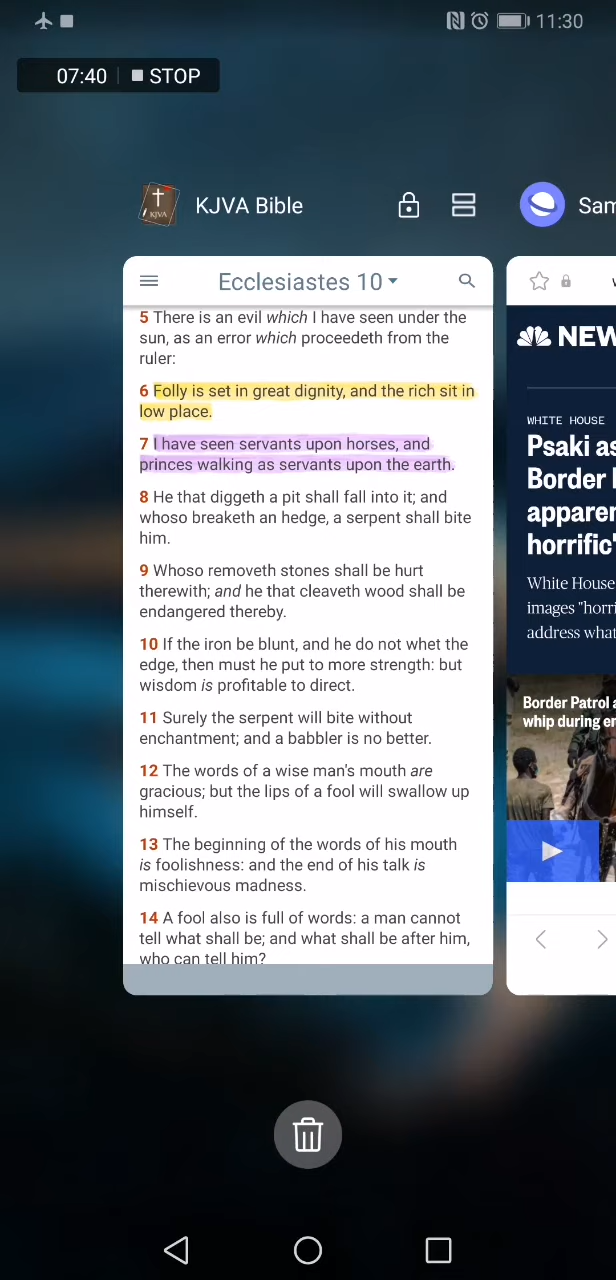 11:30
07:40 STOP
KJVA Bible
Sam
Ecclesiastes 10
5 There is an evil which I have seen under the
sun, as an error which proceedeth from the
ruler:
6 Folly is set in great dignity, and the rich sit in
low place.
7 I have seen servants upon horses, and
princes walking as servants upon the earth.
8 He that diggeth a pit shall fall into it; and
whoso breaketh an hedge, a serpent shall bite
him.
9 Whoso removeth stones shall be hurt
therewith; and he that cleaveth wood shall be
endangered thereby.
10 If the iron be blunt, and he do not whet the
edge, then must he put to more strength: but
wisdom is profitable to direct.
11 Surely the serpent will bite without
enchantment; and a babbler is no better.
12 The words of a wise man's mouth are
gracious; but the lips of a fool will swallow up
himself.
13 The beginning of the words of his mouth
is foolishness: and the end of his talk is
mischievous madness.
14 A fool also is full of words: a man cannot
tell what shall be; and what shall be after him,
who can tell him?
NEW
WHITE HOUSE
Psaki as
Border
apparen
horrific'
White House
images "horri
address what
Border Patrol a
whip during en